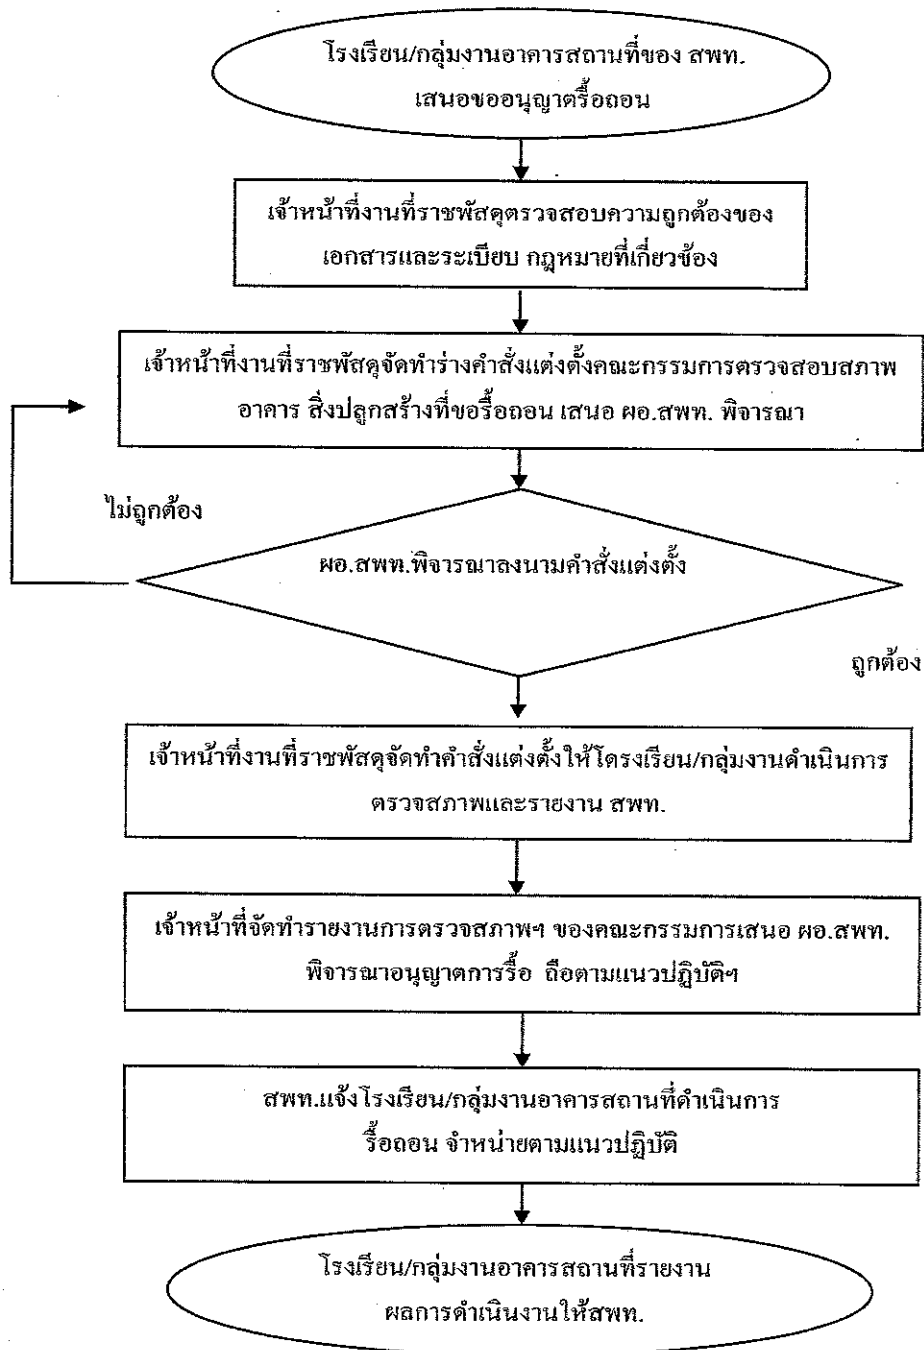 โรงเรียน/กลุ่มงานอาคารสถานที่ของ สพท.
เสนอขออนุญาตรื้อถอน
เจ้าหน้าที่งานที่ราชพัสดุตรวจสอบความถูกต้องของ
เอกสารและระเบียบ กฎหมายที่เกี่ยวข้อง
เจ้าหน้าที่งานที่ราชพัสดุจัดทำร่างคำสั่งแต่งตั้งคณะกรรมการตรวจสอบสภาพ
อาคาร สิ่งปลูกสร้างที่ขอรื้อถอน เสนอ ผอ.สพท. พิจารณา
ไม่ถูกต้อง
ผอ.สพท.พิจารณาลงนามคำสั่งแต่งตั้ง
ถูกต้อง
เจ้าหน้าที่งานที่ราชพัสดุจัดทำคำสั่งแต่งตั้งให้โดรงเรียน/กลุ่มงานดำเนินการ
ตรวจสภาพและรายงาน สพท.
เจ้าหน้าที่จัดทำรายงานการตรวจสภาพฯ ของคณะกรรมการเสนอ ผอ.สพท.
พิจารณาอนุญาตการรื้อ ถือตามแนวปฏิบัติฯ
สพท.แจ้งโรงเรียน/กลุ่มงานอาคารสถานที่ดำเนินการ
รื้อถอน จำหน่ายตามแนวปฏิบัติ
โรงเรียน/กลุ่มงานอาคารสถานที่รายงาน
ผลการดำเนินงานให้สพท.